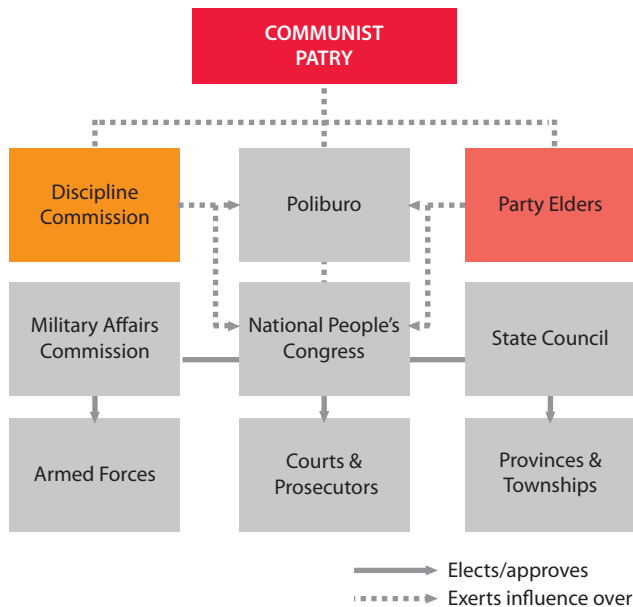 COMMUNIST
PATRY
Discipline
Commission
Poliburo
Party Elders
Military Affairs
Commission
National People's
Congress
State Council
Armed Forces
Courts &
Prosecutors
Provinces &
Townships
Elects/approves
Exerts influence over